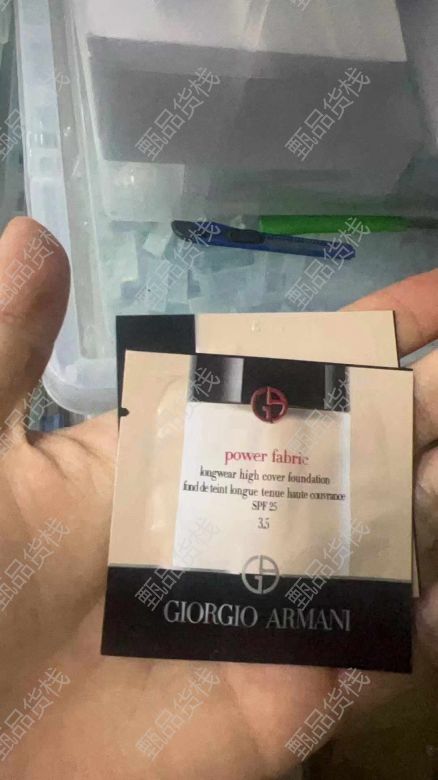 power fabric
longwear high cover foundation
fond de teint longue tenue haute couvrance
SPF 25
3.5
GIORGIO ARMANI
甄品货栈